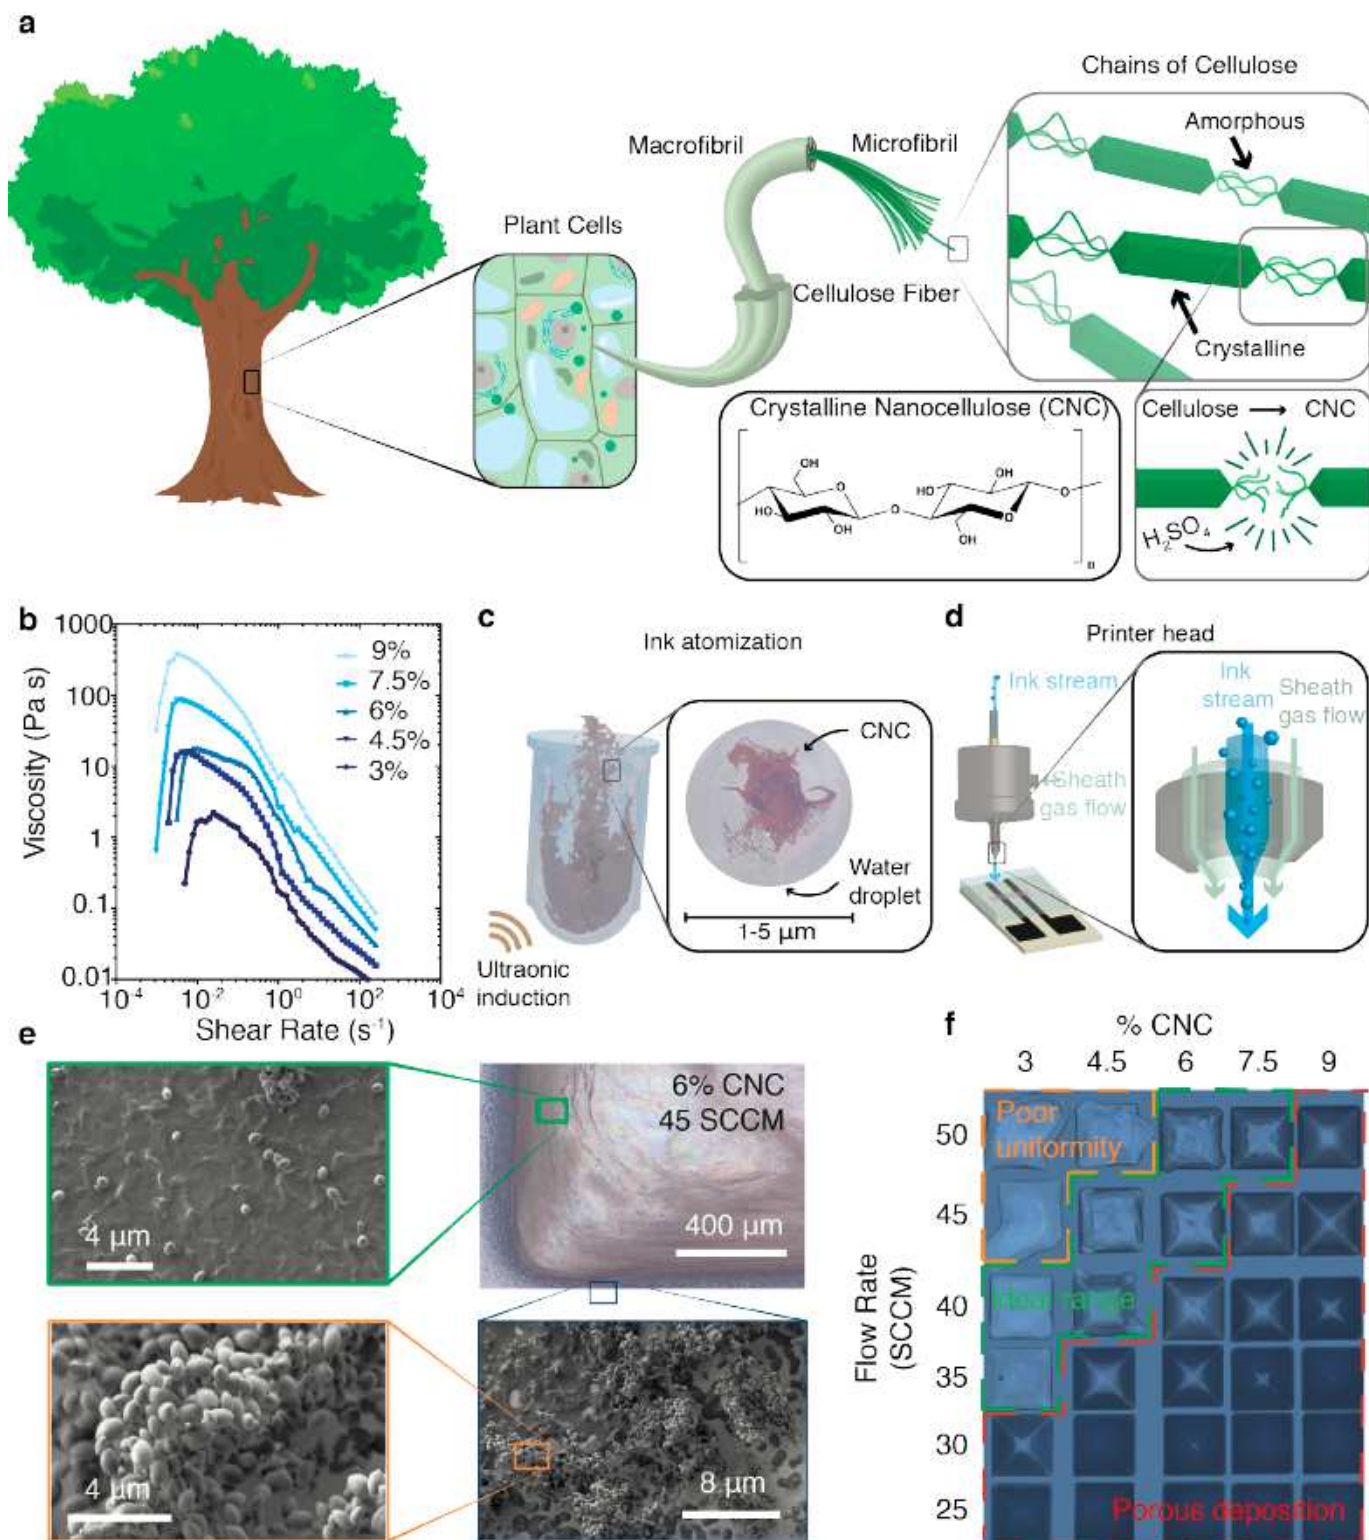 a
Chains of Cellulose
Amorphous
Macrofibril
Microfibril
Plant Cells
Cellulose Fiber
Crystalline
Crystalline Nanocellulose (CNC)
OH
O
HO
OH
O
HO
OH
O
O
OH
n
Cellulose → CNC
H₂SO₄
b
1000
100
10
1
0.1
0.01
Viscosity (Pa s)
9%
7.5%
6%
4.5%
3%
10⁻⁴
10⁻²
10⁰
10²
10⁴
Shear Rate (s⁻¹)
c
Ink atomization
CNC
Water
droplet
1-5 µm
Ultraonic
induction
d
Printer head
Ink stream
Sheath
gas flow
Ink
stream
Sheath
gas flow
e
4 µm
6% CNC
45 SCCM
400 µm
4 µm
8 µm
f
% CNC
3 4.5 6 7.5 9
Flow Rate
(SCCM)
50
45
40
35
30
25
Poor
uniformity
Ideal range
Porous deposition